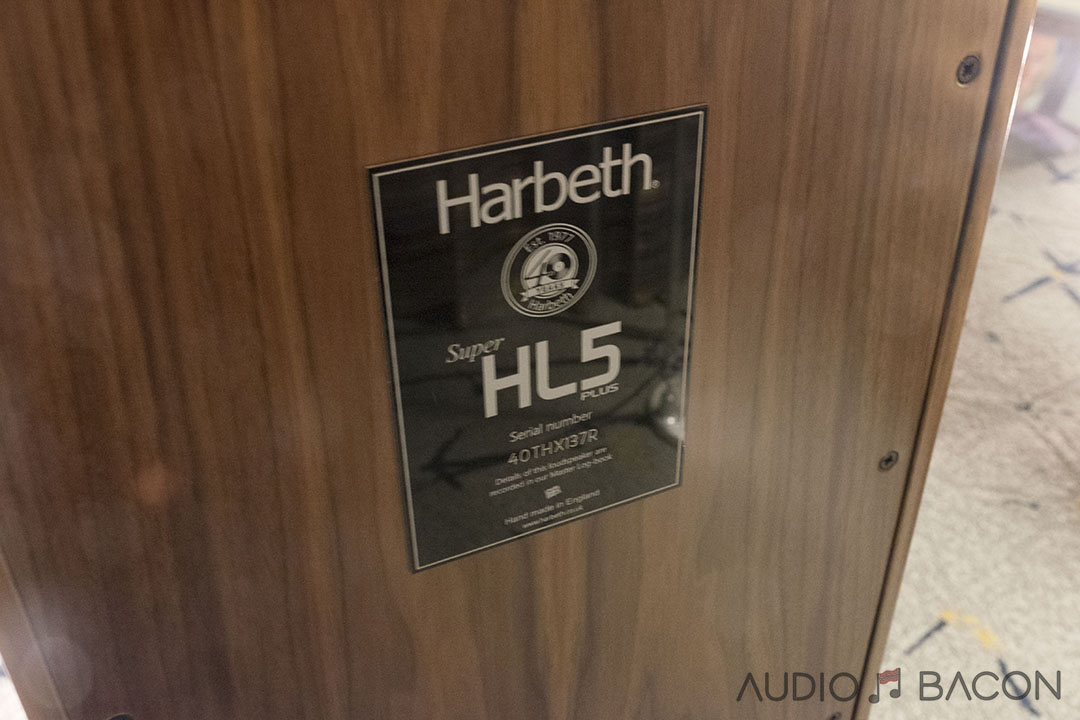 Harbeth®
Est. 1977
40
Harbeth
Super
HL5
PLUS
Serial number
40THX137R
Details of this loudspeaker are
recorded in our Master Log-book
Hand made in England
www.harbeth.co.uk
AUDIO BACON